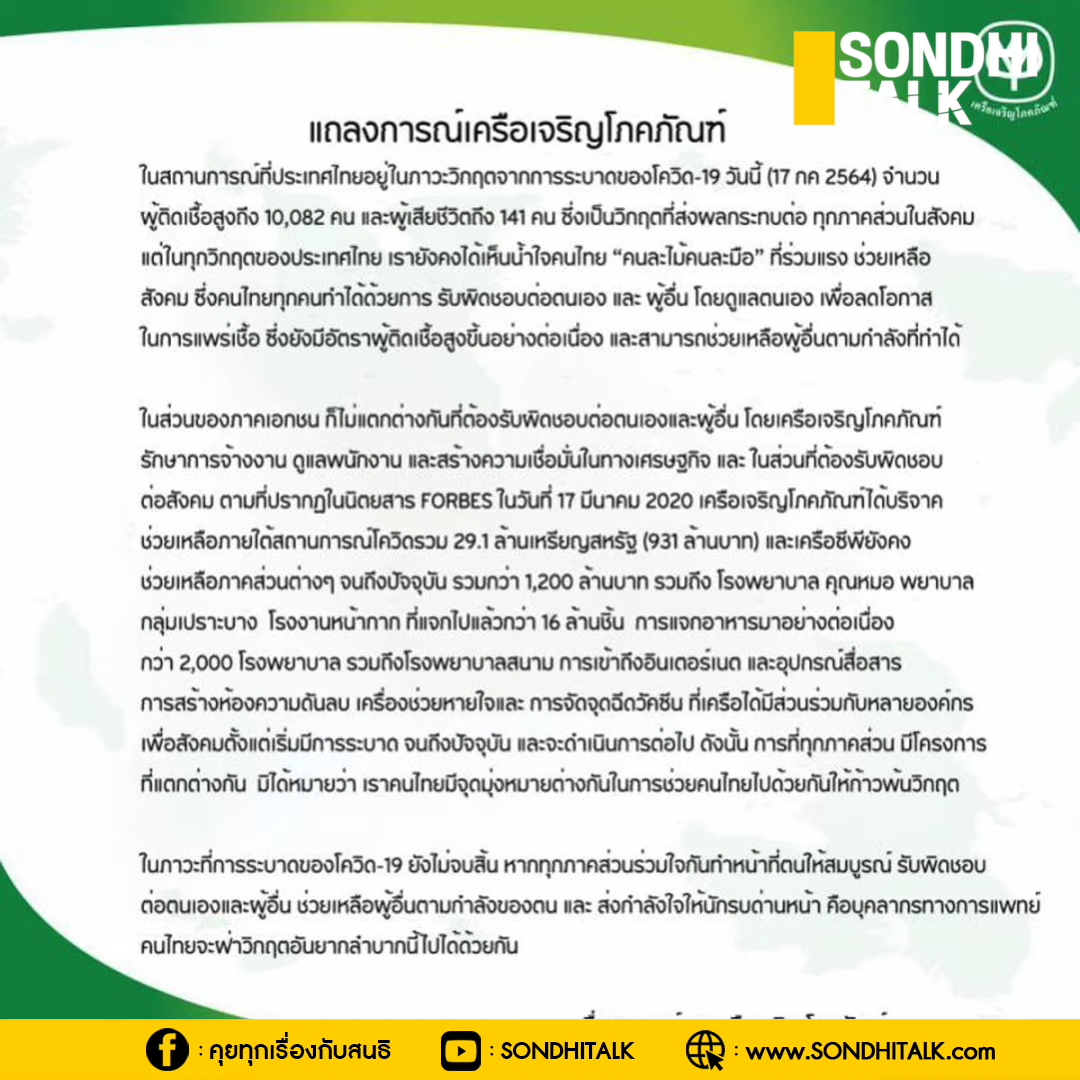 SONDHI
TALK
เครือเจริญโภคภัณฑ์
แถลงการณ์เครือเจริญโภคภัณฑ์
ในสถานการณ์ที่ประเทศไทยอยู่ในภาวะวิกฤตจากการระบาดของโควิด-19 วันนี้ (17 กค 2564) จำนวน
ผู้ติดเชื้อสูงถึง 10,082 คน และผู้เสียชีวิตถึง 141 คน ซึ่งเป็นวิกฤตที่ส่งผลกระทบต่อ ทุกภาคส่วนในสังคม
แต่ในทุกวิกฤตของประเทศไทย เรายังคงได้เห็นน้ำใจคนไทย “คนละไม้คนละมือ” ที่ร่วมแรง ช่วยเหลือ
สังคม ซึ่งคนไทยทุกคนทำได้ด้วยการ รับผิดชอบต่อตนเอง และ ผู้อื่น โดยดูแลตนเอง เพื่อลดโอกาส
ในการแพร่เชื้อ ซึ่งยังมีอัตราผู้ติดเชื้อสูงขึ้นอย่างต่อเนื่อง และสามารถช่วยเหลือผู้อื่นตามกำลังที่ทำได้
ในส่วนของภาคเอกชน ก็ไม่แตกต่างกันที่ต้องรับผิดชอบต่อตนเองและผู้อื่น โดยเครือเจริญโภคภัณฑ์
รักษาการจ้างงาน ดูแลพนักงาน และสร้างความเชื่อมั่นในทางเศรษฐกิจ และ ในส่วนที่ต้องรับผิดชอบ
ต่อสังคม ตามที่ปรากฏในนิตยสาร FORBES ในวันที่ 17 มีนาคม 2020 เครือเจริญโภคภัณฑ์ได้บริจาค
ช่วยเหลือภายใต้สถานการณ์โควิดรวม 29.1 ล้านเหรียญสหรัฐ (931 ล้านบาท) และเครือซีพียังคง
ช่วยเหลือภาคส่วนต่างๆ จนถึงปัจจุบัน รวมกว่า 1,200 ล้านบาท รวมถึง โรงพยาบาล คุณหมอ พยาบาล
กลุ่มเปราะบาง โรงงานหน้ากาก ที่แจกไปแล้วกว่า 16 ล้านชิ้น การแจกอาหารมาอย่างต่อเนื่อง
กว่า 2,000 โรงพยาบาล รวมถึงโรงพยาบาลสนาม การเข้าถึงอินเตอร์เนต และอุปกรณ์สื่อสาร
การสร้างห้องความดันลบ เครื่องช่วยหายใจและ การจัดจุดฉีดวัคซีน ที่เครือได้มีส่วนร่วมกับหลายองค์กร
เพื่อสังคมตั้งแต่เริ่มมีการระบาด จนถึงปัจจุบัน และจะดำเนินการต่อไป ดังนั้น การที่ทุกภาคส่วน มีโครงการ
ที่แตกต่างกัน มิได้หมายว่า เราคนไทยมีจุดมุ่งหมายต่างกันในการช่วยคนไทยไปด้วยกันให้ก้าวพ้นวิกฤต
ในภาวะที่การระบาดของโควิด-19 ยังไม่จบสิ้น หากทุกภาคส่วนร่วมใจกันทำหน้าที่ตนให้สมบูรณ์ รับผิดชอบ
ต่อตนเองและผู้อื่น ช่วยเหลือผู้อื่นตามกำลังของตน และ ส่งกำลังใจให้นักรบด่านหน้า คือบุคลากรทางการแพทย์
คนไทยจะฝ่าวิกฤตอันยากลำบากนี้ไปได้ด้วยกัน
: คุยทุกเรื่องกับสนธิ : SONDHITALK : www.SONDHITALK.com